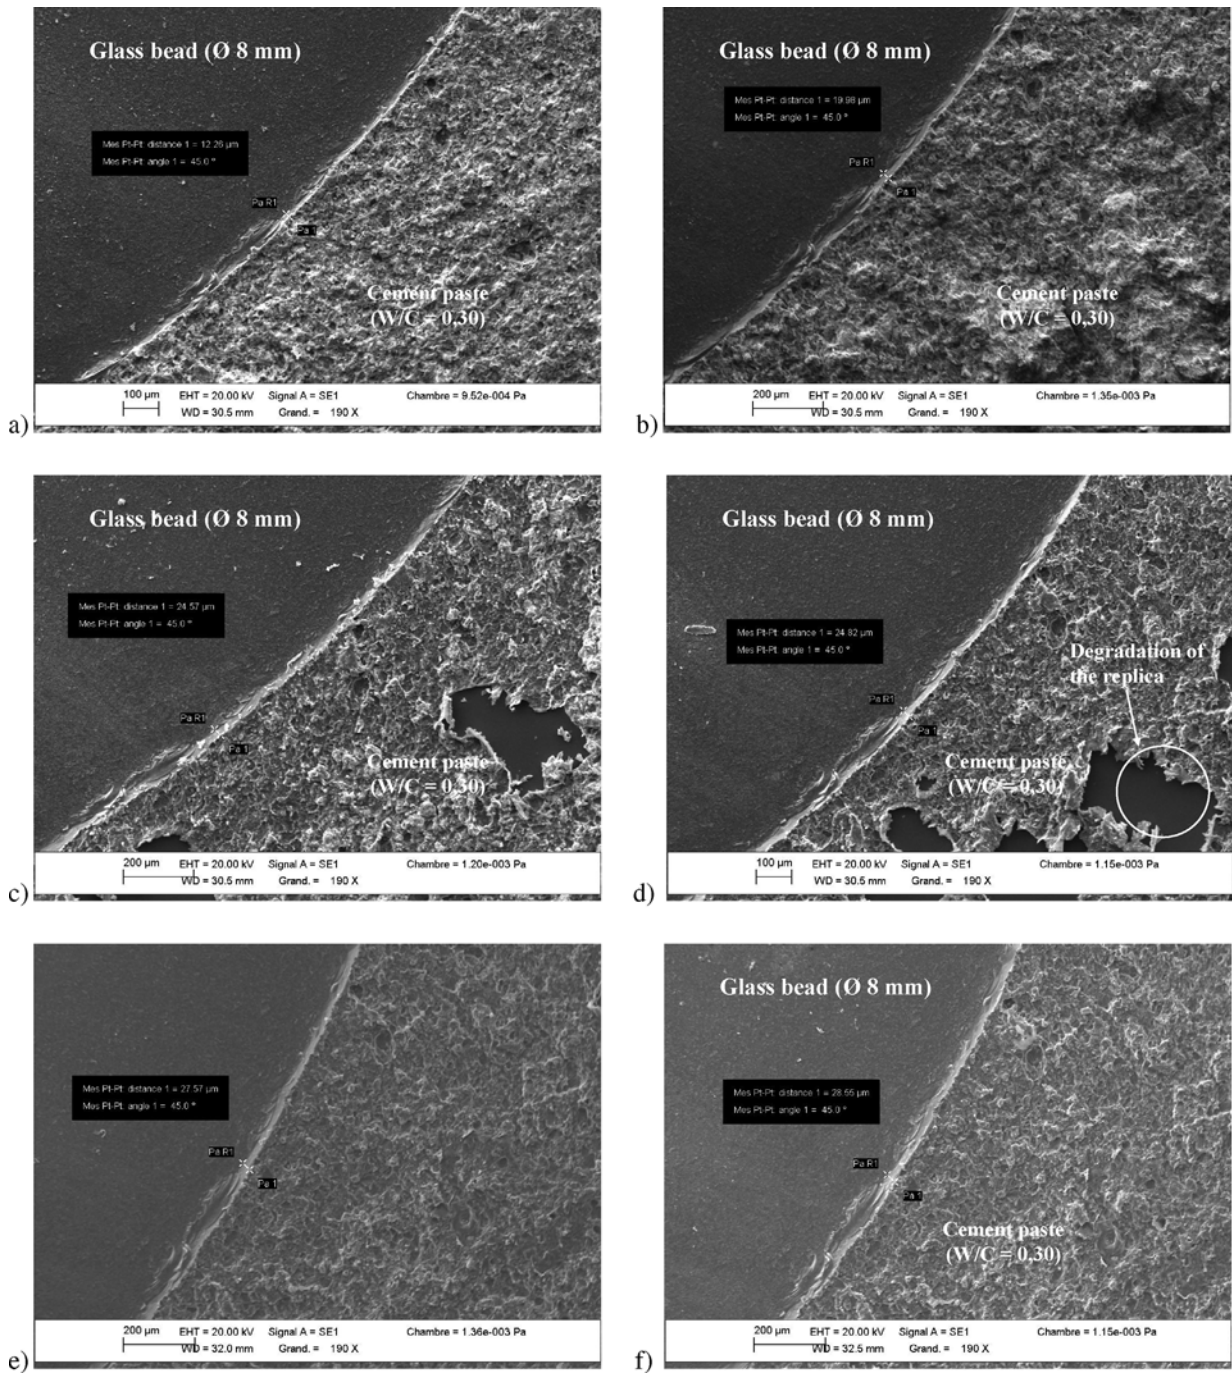 Glass bead (Ø 8 mm)
Mes Pt-Pt: distance 1 = 12.26 µm
Mes Pt-Pt: angle 1 = 45.0 °
Pa R1
Pa 1
Cement paste
(W/C = 0,30)
100 µm EHT = 20.00 kV Signal A = SE1 Chambre = 9.52e-004 Pa
WD = 30.5 mm Grand. = 190 X
a)
Glass bead (Ø 8 mm)
Mes Pt-Pt: distance 1 = 19.98 µm
Mes Pt-Pt: angle 1 = 45.0 °
Pa R1
Pa 1
Cement paste
(W/C = 0,30)
200 µm EHT = 20.00 kV Signal A = SE1 Chambre = 1.35e-003 Pa
WD = 30.5 mm Grand. = 190 X
b)
Glass bead (Ø 8 mm)
Mes Pt-Pt: distance 1 = 24.57 µm
Mes Pt-Pt: angle 1 = 45.0 °
Pa R1
Pa 1
Cement paste
(W/C = 0,30)
200 µm EHT = 20.00 kV Signal A = SE1 Chambre = 1.20e-003 Pa
WD = 30.5 mm Grand. = 190 X
c)
Glass bead (Ø 8 mm)
Mes Pt-Pt: distance 1 = 24.82 µm
Mes Pt-Pt: angle 1 = 45.0 °
Degradation of
the replica
Pa R1
Pa 1
Cement paste
(W/C = 0,30)
100 µm EHT = 20.00 kV Signal A = SE1 Chambre = 1.15e-003 Pa
WD = 30.5 mm Grand. = 190 X
d)
Mes Pt-Pt: distance 1 = 27.57 µm
Mes Pt-Pt: angle 1 = 45.0 °
Pa R1
Pa 1
200 µm EHT = 20.00 kV Signal A = SE1 Chambre = 1.36e-003 Pa
WD = 32.0 mm Grand. = 190 X
e)
Glass bead (Ø 8 mm)
Mes Pt-Pt: distance 1 = 28.55 µm
Mes Pt-Pt: angle 1 = 45.0 °
Pa R1
Pa 1
Cement paste
(W/C = 0,30)
200 µm EHT = 20.00 kV Signal A = SE1 Chambre = 1.15e-003 Pa
WD = 32.5 mm Grand. = 190 X
f)